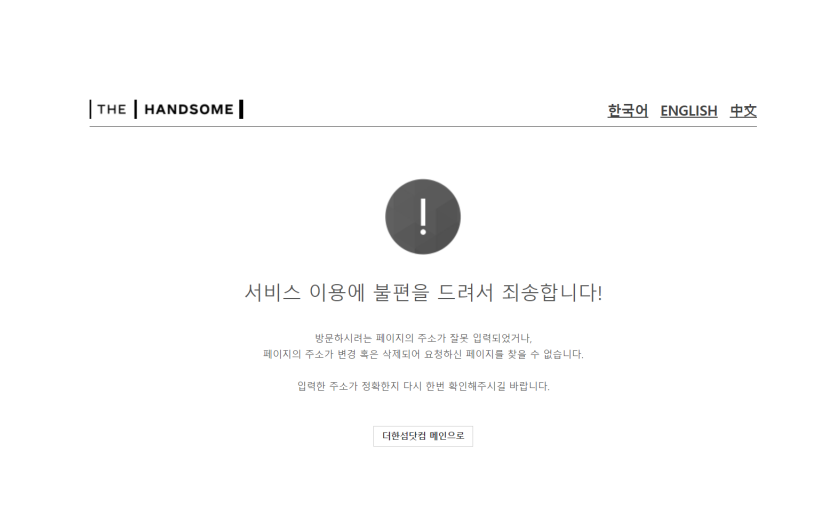 THE HANDSOME
한국어 ENGLISH 中文
서비스 이용에 불편을 드려서 죄송합니다!
방문하시려는 페이지의 주소가 잘못 입력되었거나,
페이지의 주소가 변경 혹은 삭제되어 요청하신 페이지를 찾을 수 없습니다.
입력한 주소가 정확한지 다시 한번 확인해주시길 바랍니다.
더한섬닷컴 메인으로